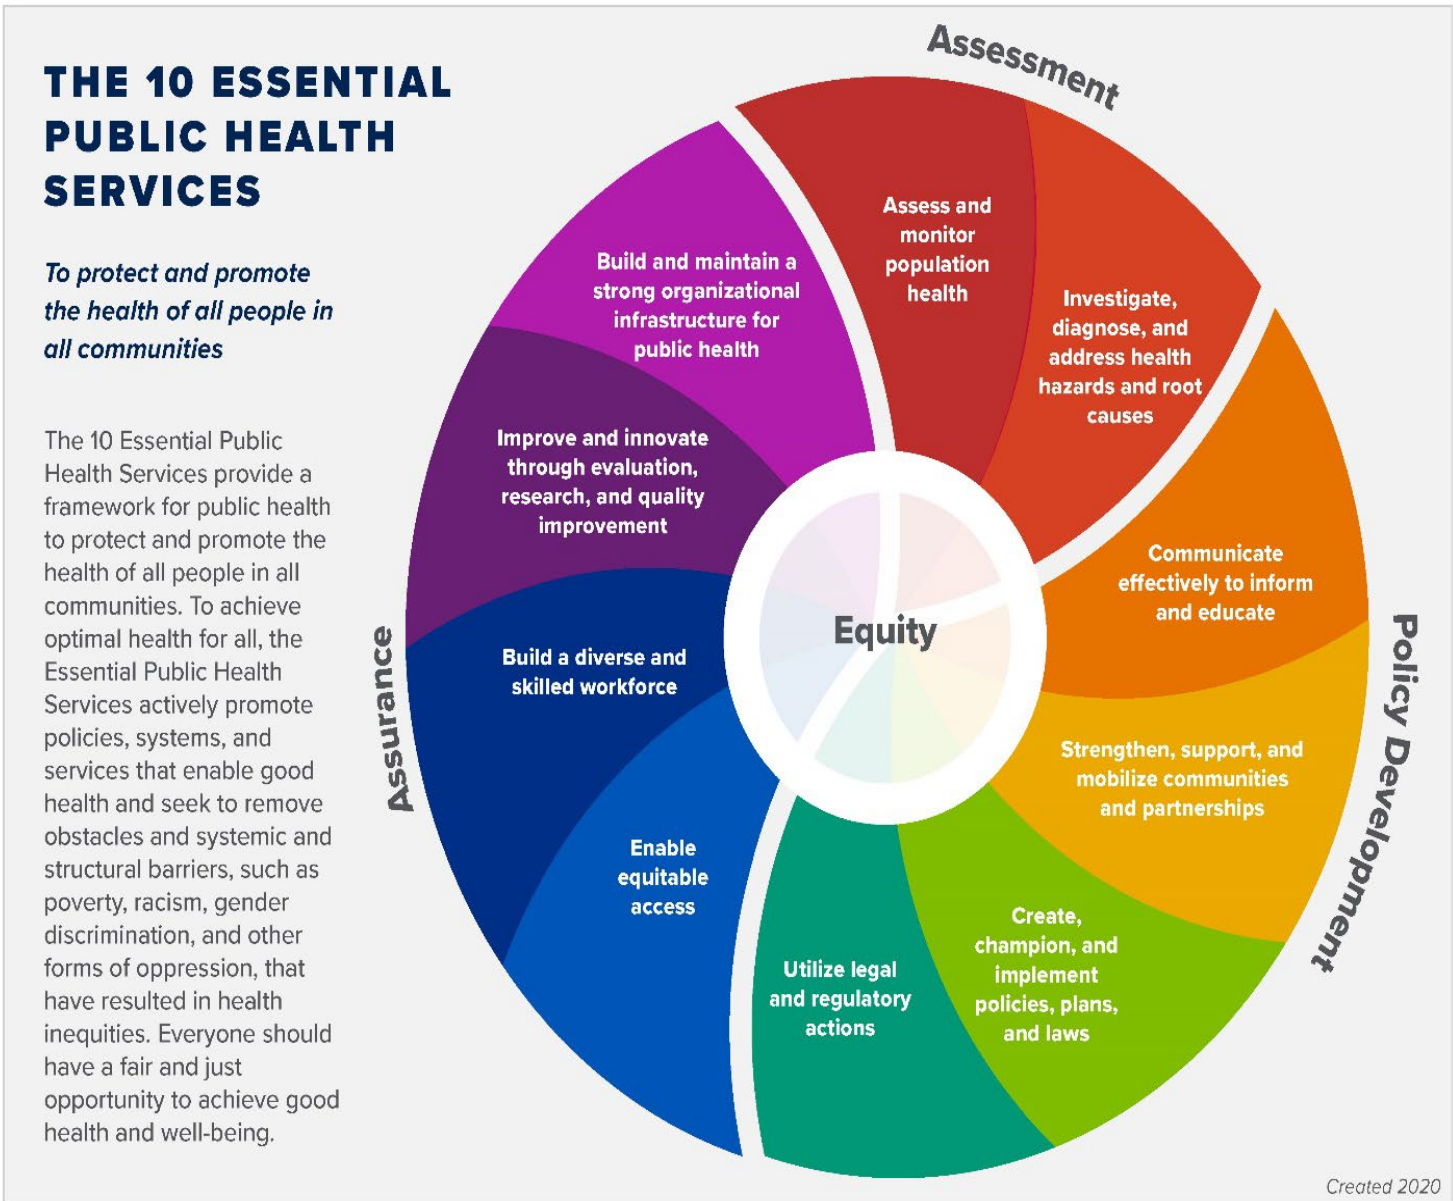 THE 10 ESSENTIAL
PUBLIC HEALTH
SERVICES
To protect and promote
the health of all people in
all communities
The 10 Essential Public
Health Services provide a
framework for public health
to protect and promote the
health of all people in all
communities. To achieve
optimal health for all, the
Essential Public Health
Services actively promote
policies, systems, and
services that enable good
health and seek to remove
obstacles and systemic and
structural barriers, such as
poverty, racism, gender
discrimination, and other
forms of oppression, that
have resulted in health
inequities. Everyone should
have a fair and just
opportunity to achieve good
health and well-being.
Assessment
Assess and
monitor
population
health
Investigate,
diagnose, and
address health
hazards and root
causes
Policy Development
Communicate
effectively to inform
and educate
Strengthen, support, and
mobilize communities
and partnerships
Create,
champion, and
implement
policies, plans,
and laws
Utilize legal
and regulatory
actions
Assurance
Enable
equitable
access
Build a diverse and
skilled workforce
Improve and innovate
through evaluation,
research, and quality
improvement
Build and maintain a
strong organizational
infrastructure for
public health
Equity
Created 2020